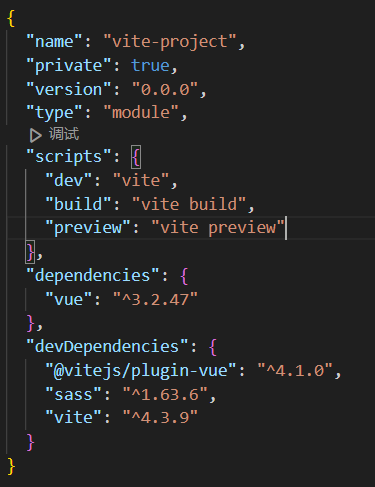 {
"name": "vite-project",
"private": true,
"version": "0.0.0",
"type": "module",
调试
"scripts": {
"dev": "vite",
"build": "vite build",
"preview": "vite preview"
},
"dependencies": {
"vue": "^3.2.47"
},
"devDependencies": {
"@vitejs/plugin-vue": "^4.1.0",
"sass": "^1.63.6",
"vite": "^4.3.9"
}
}